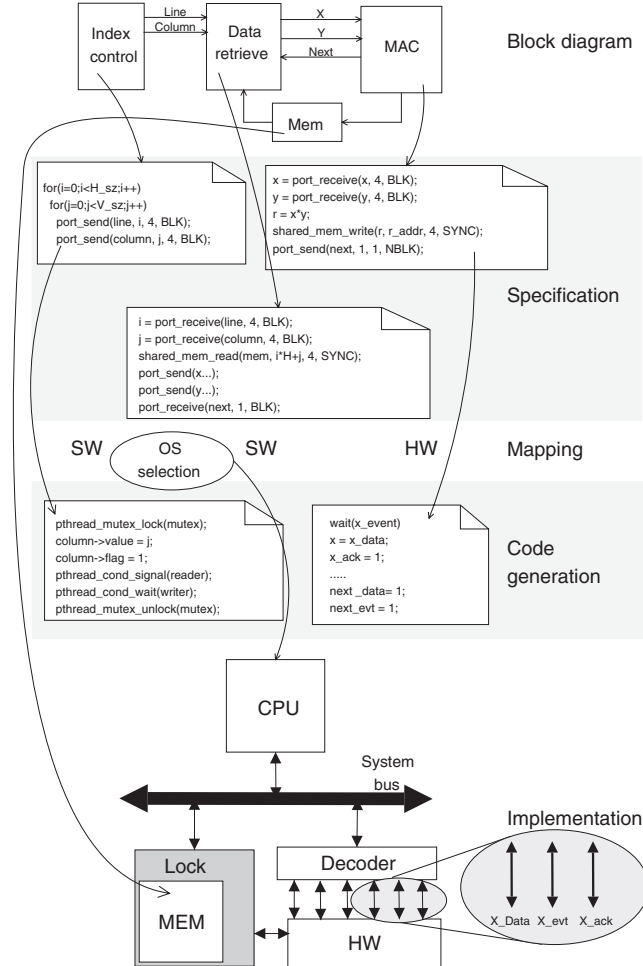 Line
Column
X
Y
Next
Index
control
Data
retrieve
MAC
Mem
Block diagram
for(i=0;i<H_sz;i++)
for(j=0;j<V_sz;j++)
port_send(line, i, 4, BLK);
port_send(column, j, 4, BLK);
x = port_receive(x, 4, BLK);
y = port_receive(y, 4, BLK);
r = x*y;
shared_mem_write(r, r_addr, 4, SYNC);
port_send(next, 1, 1, NBLK);
Specification
i = port_receive(line, 4, BLK);
j = port_receive(column, 4, BLK);
shared_mem_read(mem, i*H+j, 4, SYNC);
port_send(x...);
port_send(y...);
port_receive(next, 1, BLK);
SW
OS
selection
SW
HW
Mapping
pthread_mutex_lock(mutex);
column->value = j;
column->flag = 1;
pthread_cond_signal(reader);
pthread_cond_wait(writer);
pthread_mutex_unlock(mutex);
wait(x_event)
x = x_data;
x_ack = 1;
.....
next _data= 1;
next_evt = 1;
Code
generation
CPU
System
bus
Implementation
Lock
MEM
Decoder
HW
X_Data X_evt X_ack